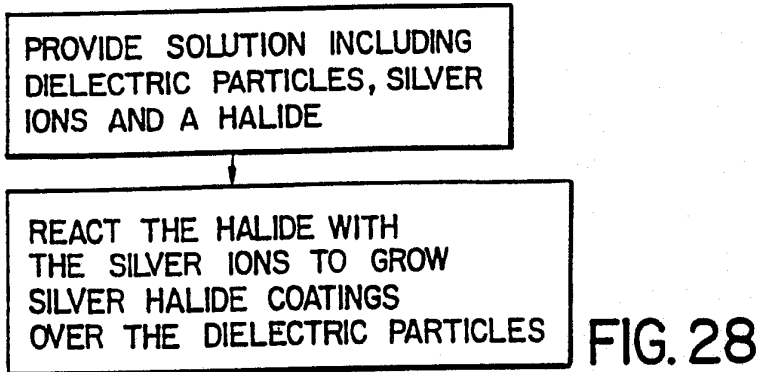 PROVIDE SOLUTION INCLUDING
DIELECTRIC PARTICLES, SILVER
IONS AND A HALIDE
REACT THE HALIDE WITH
THE SILVER IONS TO GROW
SILVER HALIDE COATINGS
OVER THE DIELECTRIC PARTICLES
FIG. 28